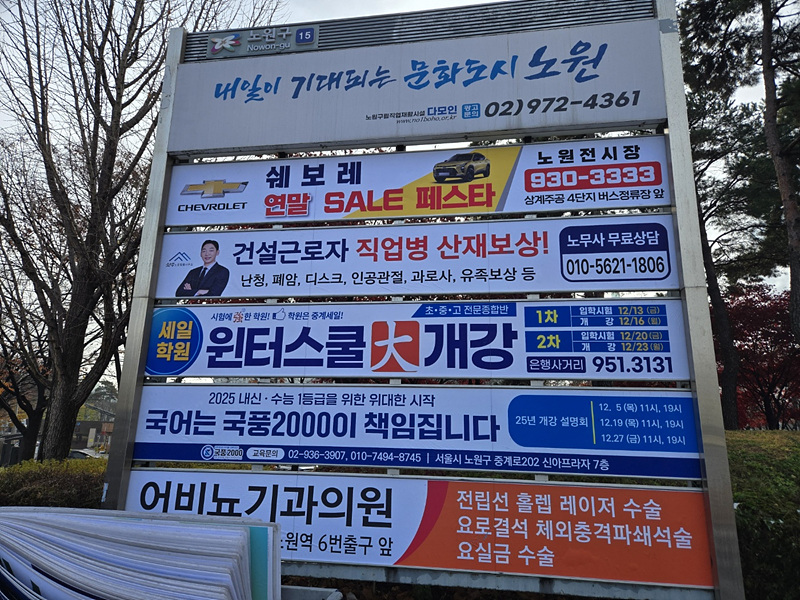 노원구 15
Nowon-gu
내일이 기대되는 문화도시 노원
노원구립직업재활시설 다모인 광고문의 02)972-4361
CHEVROLET
쉐보레
연말 SALE 페스타
노원전시장
930-3333
상계주공 4단지 버스정류장 앞
건설근로자 직업병 산재보상!
난청, 폐암, 디스크, 인공관절, 과로사, 유족보상 등
노무사 무료상담
010-5621-1806
세일학원
시험에 강한 학원! 학원은 중계세일!
초·중·고 전문종합반
윈터스쿨 大 개강
1차 입학시험 12/13 (금)
개 강 12/16 (월)
2차 입학시험 12/20 (금)
개 강 12/23 (월)
은행사거리 951.3131
2025 내신·수능 1등급을 위한 위대한 시작
국어는 국풍2000이 책임집니다
25년 개강 설명회
12. 5 (목) 11시, 19시
12.19 (목) 11시, 19시
12.27 (금) 11시, 19시
국풍2000 교육문의 02-936-3907, 010-7494-8745 | 서울시 노원구 중계로202 신아프라자 7층
어비뇨기과의원
노원역 6번출구 앞
전립선 홀렙 레이저 수술
요로결석 체외충격파쇄석술
요실금 수술